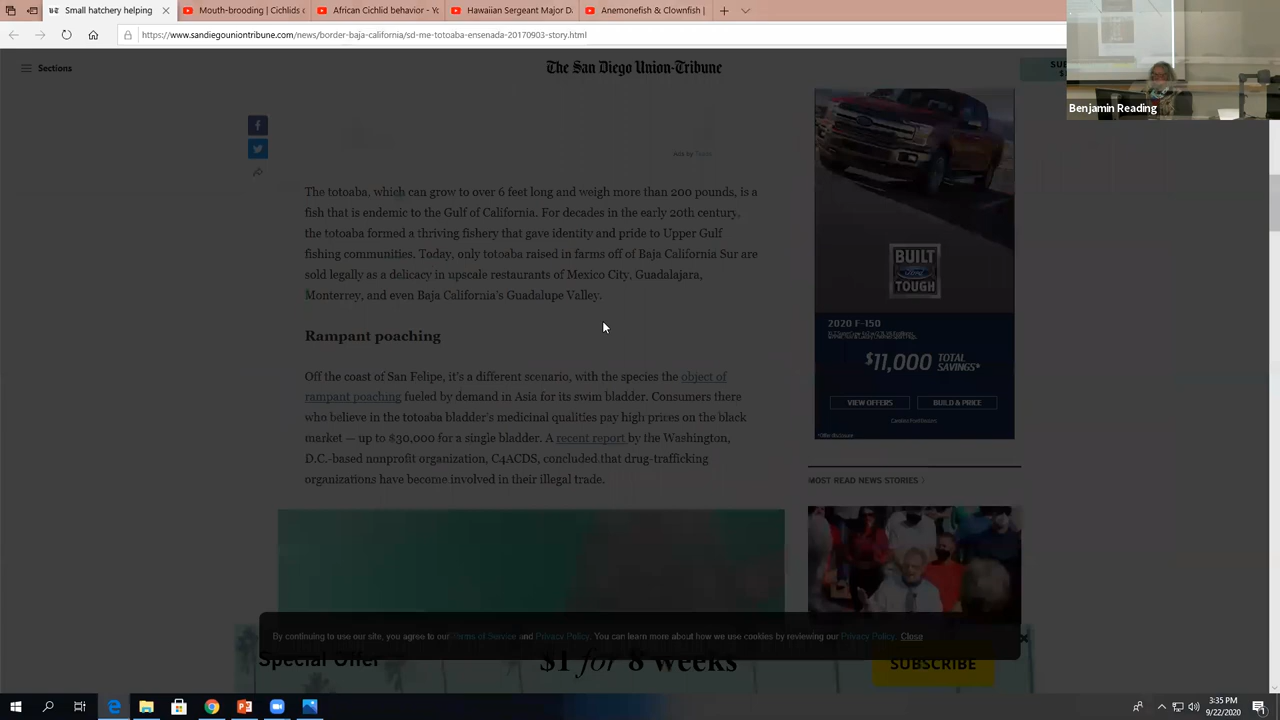 Small hatchery helping
Mouth-brooding | Cichlids c
African Cichlid behavior - Yo
Hawaiian Sergeant Major Da
Anemonefish & Clownfish |
https://www.sandiegouniontribune.com/news/border-baja-california/sd-me-totoaba-ensenada-20170903-story.html
Benjamin Reading
Sections
The San Diego Union-Tribune
Ads by
The totoaba, which can grow to over 6 feet long and weigh more than 200 pounds, is a
fish that is endemic to the Gulf of California. For decades in the early 20th century,
the totoaba formed a thriving fishery that gave identity and pride to Upper Gulf
fishing communities. Today, only totoaba raised in farms off of Baja California Sur are
sold legally as a delicacy in upscale restaurants of Mexico City, Guadalajara,
Monterrey, and even Baja California's Guadalupe Valley.
Rampant poaching
Off the coast of San Felipe, it's a different scenario, with the species the object of
rampant poaching fueled by demand in Asia for its swim bladder. Consumers there
who believe in the totoaba bladder's medicinal qualities pay high prices on the black
market — up to $30,000 for a single bladder. A recent report by the Washington,
D.C.-based nonprofit organization, C4ACDS, concluded that drug-trafficking
organizations have become involved in their illegal trade.
BUILT
Ford
TOUGH
2020 F-150
$11,000 TOTAL
SAVINGS*
VIEW OFFERS
BUILD & PRICE
MOST READ NEWS STORIES
By continuing to use our site, you agree to our Terms of Service and Privacy Policy. You can learn more about how we use cookies by reviewing our Privacy Policy. Close
Special Offer
$1 for 8 weeks
SUBSCRIBE
3:35 PM
9/22/2020